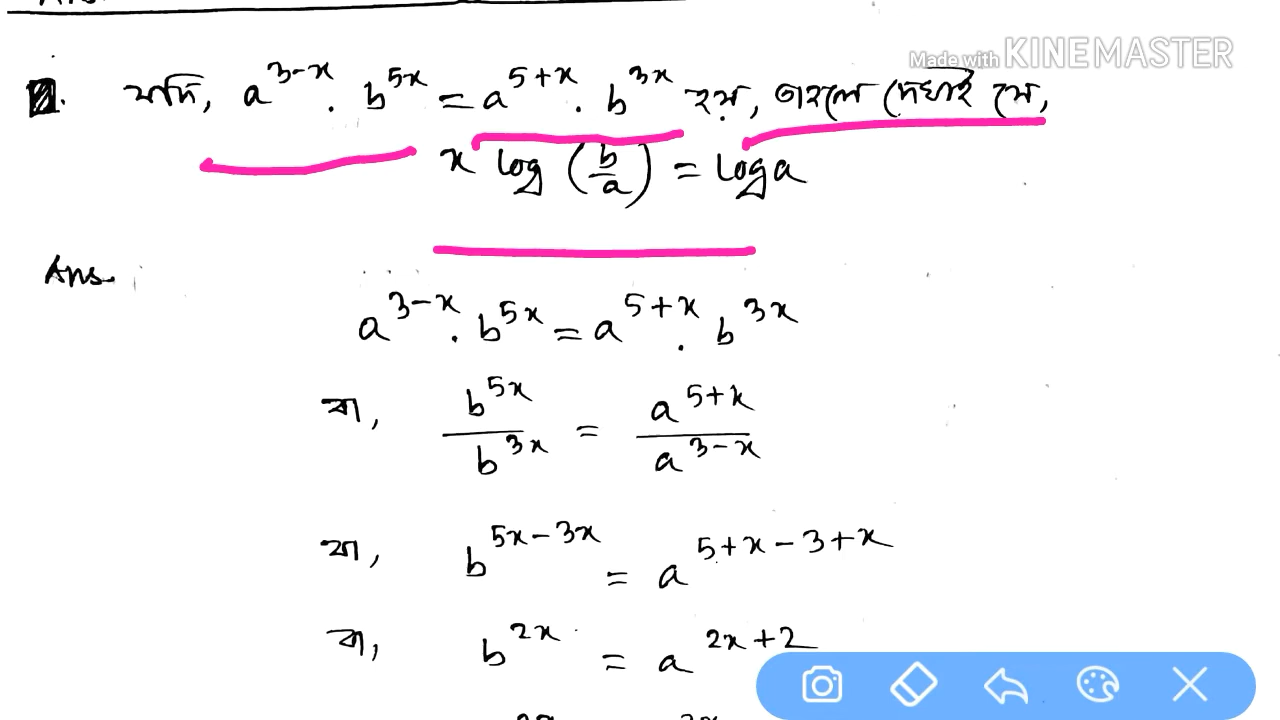 Made with KINEMASTER
যদি, a^{3-x} . b^{5x} = a^{5+x} . b^{3x} হয়, তাহলে দেখাই যে,
x log (b/a) = log a
Ans.
a^{3-x} . b^{5x} = a^{5+x} . b^{3x}
বা, b^{5x}/b^{3x} = a^{5+x}/a^{3-x}
বা, b^{5x-3x} = a^{5+x-3+x}
বা, b^{2x} = a^{2x+2}